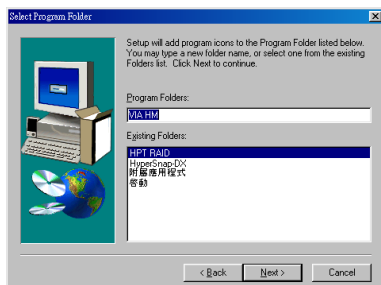 Select Program Folder
Setup will add program icons to the Program Folder listed below.
You may type a new folder name, or select one from the existing
Folders list. Click Next to continue.
Program Folders:
VIA HM
Existing Folders:
HPT RAID
HyperSnap-DX
附屬應用程式
啓動
< Back
Next >
Cancel